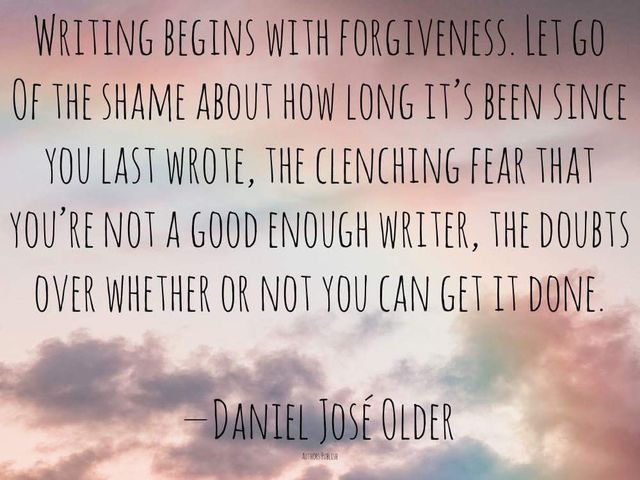 WRITING BEGINS WITH FORGIVENESS. LET GO
OF THE SHAME ABOUT HOW LONG IT'S BEEN SINCE
YOU LAST WROTE, THE CLENCHING FEAR THAT
YOU'RE NOT A GOOD ENOUGH WRITER, THE DOUBTS
OVER WHETHER OR NOT YOU CAN GET IT DONE.
—DANIEL JOSÉ OLDER
AUTHORS PUBLISH